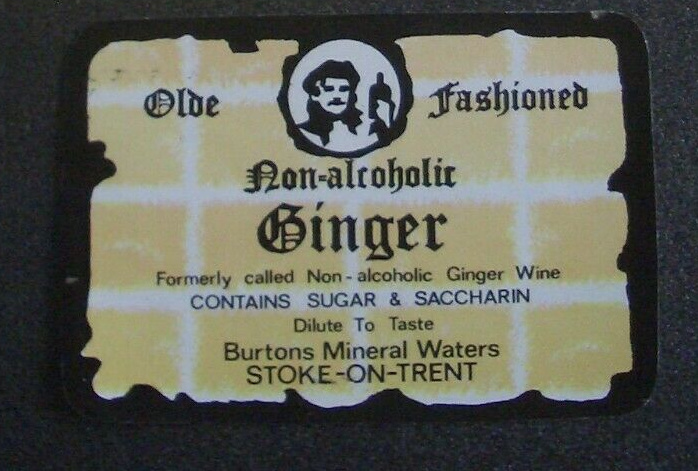 Olde Fashioned
Non-alcoholic
Ginger
Formerly called Non-alcoholic Ginger Wine
CONTAINS SUGAR & SACCHARIN
Dilute To Taste
Burtons Mineral Waters
STOKE-ON-TRENT